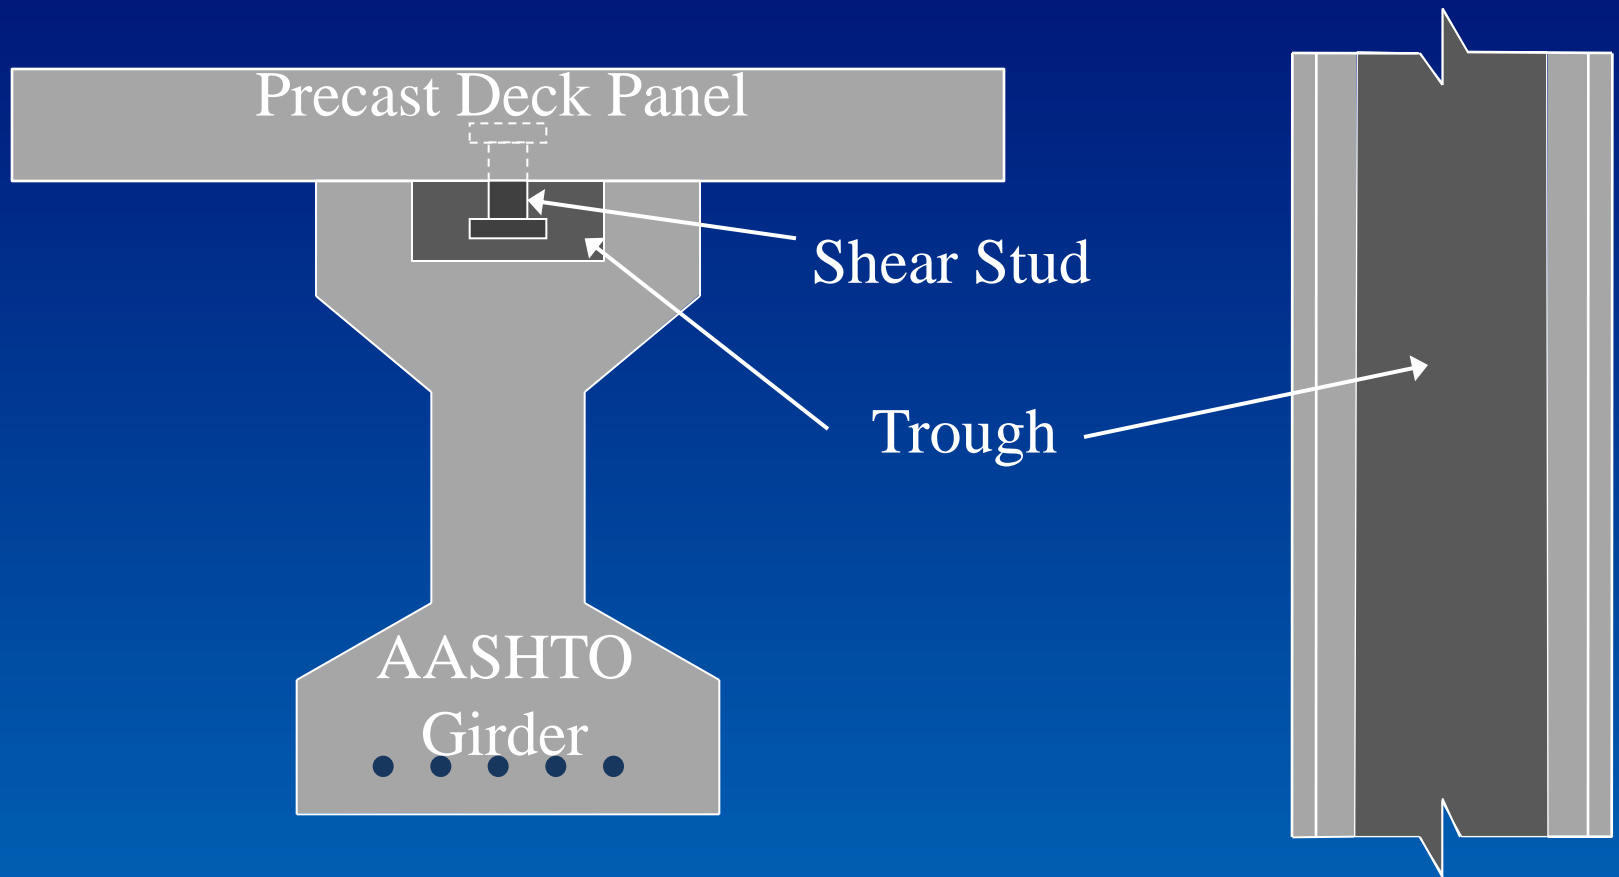 Precast Deck Panel
Shear Stud
Trough
AASHTO
Girder